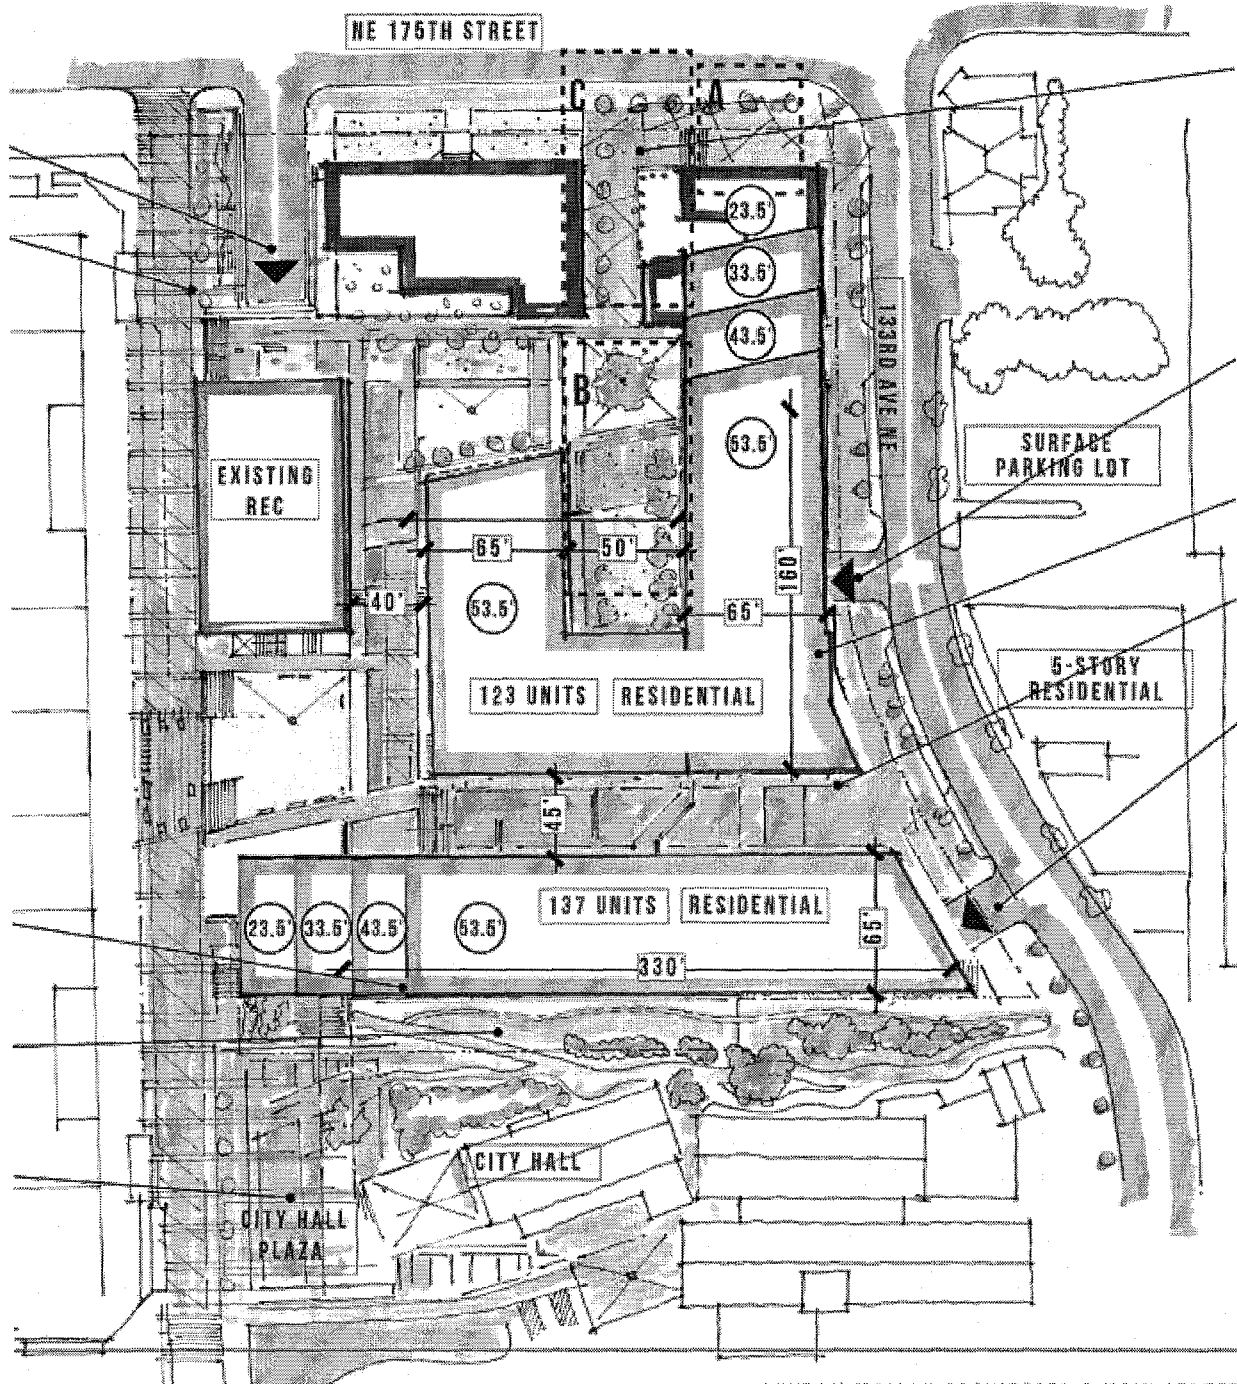 NE 175TH STREET
C
A
23.5'
33.5'
43.5'
133RD AVE NE
B
53.5'
SURFACE
PARKING LOT
EXISTING
REC
65'
50'
160'
40'
53.5'
65'
5-STORY
RESIDENTIAL
123 UNITS RESIDENTIAL
45'
137 UNITS RESIDENTIAL
23.5' 33.5' 43.5' 53.5'
65'
330'
CITY HALL
CITY HALL
PLAZA